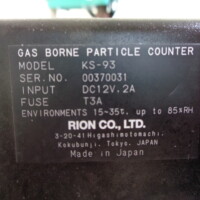 GAS BORNE PARTICLE COUNTER
MODEL KS-93
SER.NO. 00370031
INPUT DC12V,2A
FUSE T3A
ENVIRONMENTS 15-35℃, up to 85%RH
RION CO., LTD.
3-20-41 Higashimotomachi,
Kokubunji, Tokyo, JAPAN
Made in Japan